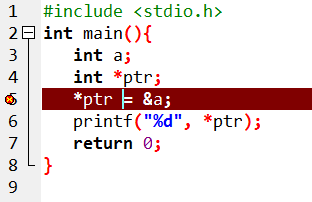 1 #include <stdio.h>
2 int main(){
3 int a;
4 int *ptr;
5 *ptr = &a;
6 printf("%d", *ptr);
7 return 0;
8 }
9